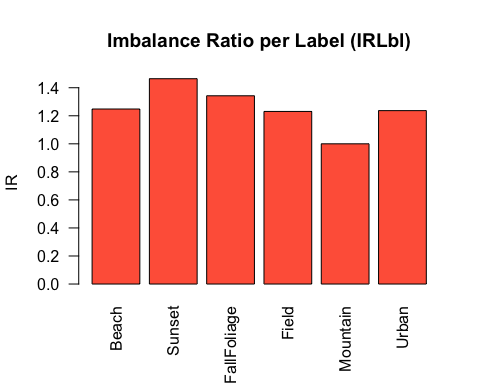 Imbalance Ratio per Label (IRLbl)
IR
1.4
1.2
1.0
0.8
0.6
0.4
0.2
0.0
Beach
Sunset
FallFoliage
Field
Mountain
Urban